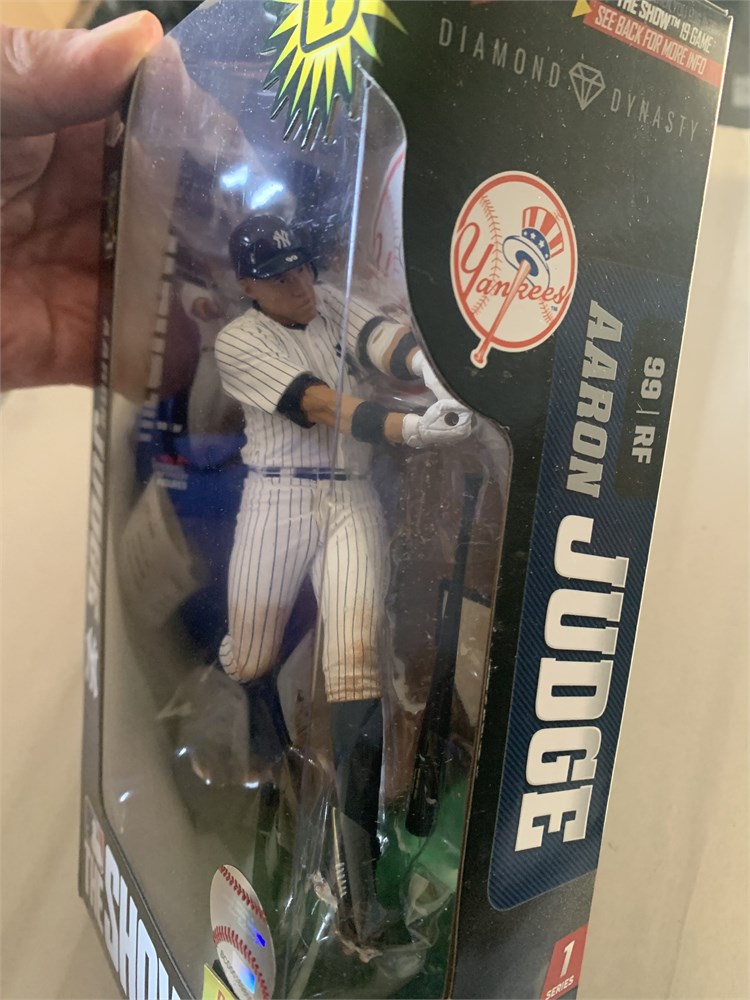 THE SHOW™ 19 GAME
SEE BACK FOR MORE INFO
DIAMOND DYNASTY
Yankees
99 | RF
AARON JUDGE
NY
THE
SHOW
1
SERIES